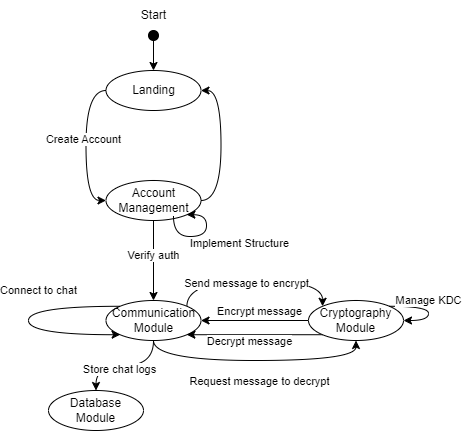 Start
Landing
Create Account
Account
Management
Implement Structure
Verify auth
Connect to chat
Send message to encrypt
Manage KDC
Communication
Module
Encrypt message
Cryptography
Module
Decrypt message
Store chat logs
Request message to decrypt
Database
Module